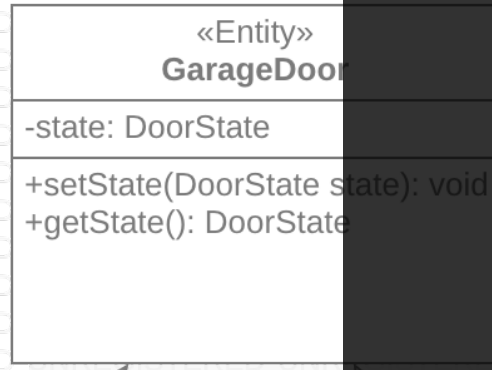 «Entity»
GarageDoor
-state: DoorState
+setState(DoorState state): void
+getState(): DoorState